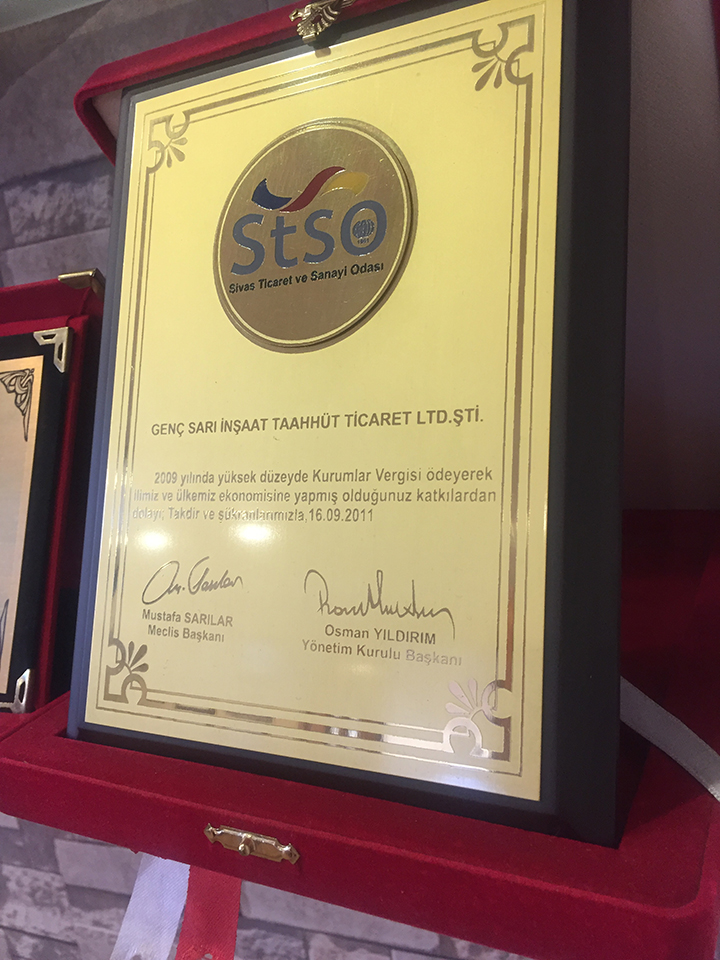 StSO
1911
Sivas Ticaret ve Sanayi Odası
GENÇ SARI İNŞAAT TAAHHÜT TİCARET LTD.ŞTİ.
2009 yılında yüksek düzeyde Kurumlar Vergisi ödeyerek
ilimiz ve ülkemiz ekonomisine yapmış olduğunuz katkılardan
dolayı; Takdir ve şükranlarımızla,16.09.2011
Mustafa SARILAR
Meclis Başkanı
Osman YILDIRIM
Yönetim Kurulu Başkanı